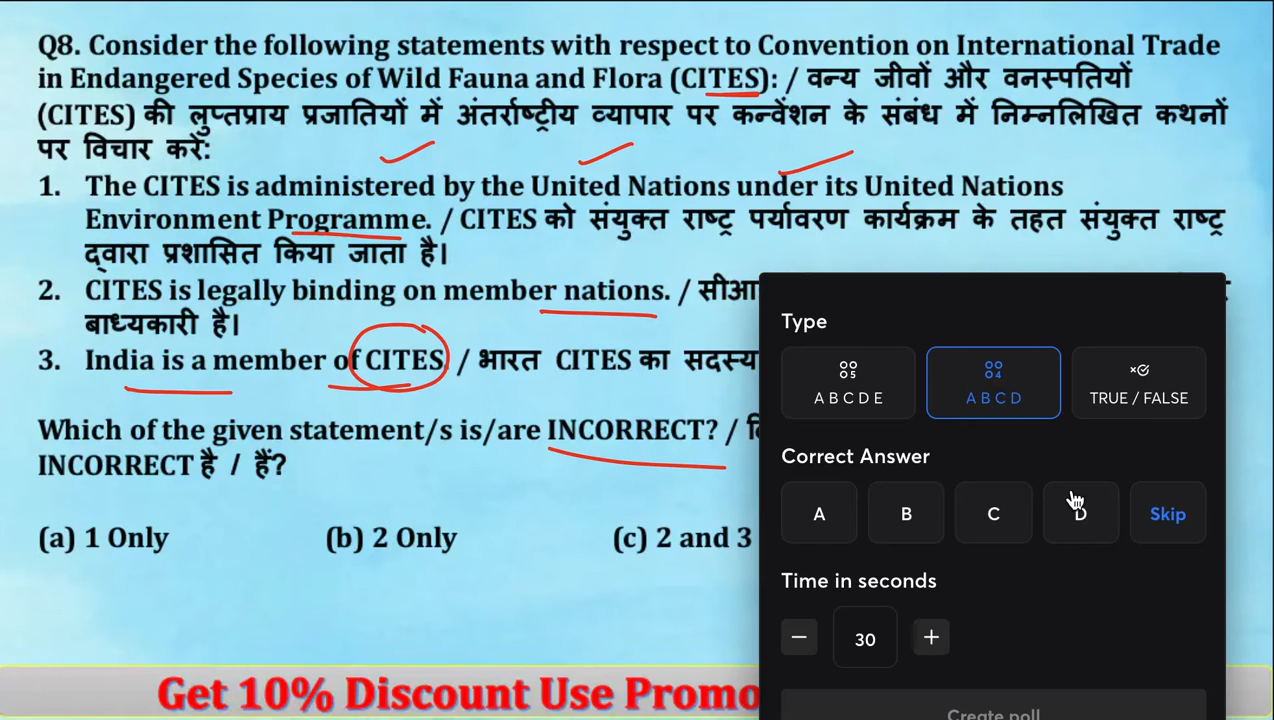 Q8. Consider the following statements with respect to Convention on International Trade
in Endangered Species of Wild Fauna and Flora (CITES): / वन्य जीवों और वनस्पतियों
(CITES) की लुप्तप्राय प्रजातियों में अंतर्राष्ट्रीय व्यापार पर कन्वेंशन के संबंध में निम्नलिखित कथनों
पर विचार करें:
1. The CITES is administered by the United Nations under its United Nations
Environment Programme. / CITES को संयुक्त राष्ट्र पर्यावरण कार्यक्रम के तहत संयुक्त राष्ट्र
द्वारा प्रशासित किया जाता है।
2. CITES is legally binding on member nations. / सीआ
बाध्यकारी है।
3. India is a member of CITES / भारत CITES का सदस्य
Which of the given statement/s is/are INCORRECT? /
INCORRECT है / हैं?
(a) 1 Only (b) 2 Only (c) 2 and 3
Get 10% Discount Use Promo
Type
A B C D E A B C D TRUE / FALSE
Correct Answer
A B C D Skip
Time in seconds
− 30 +
Create poll